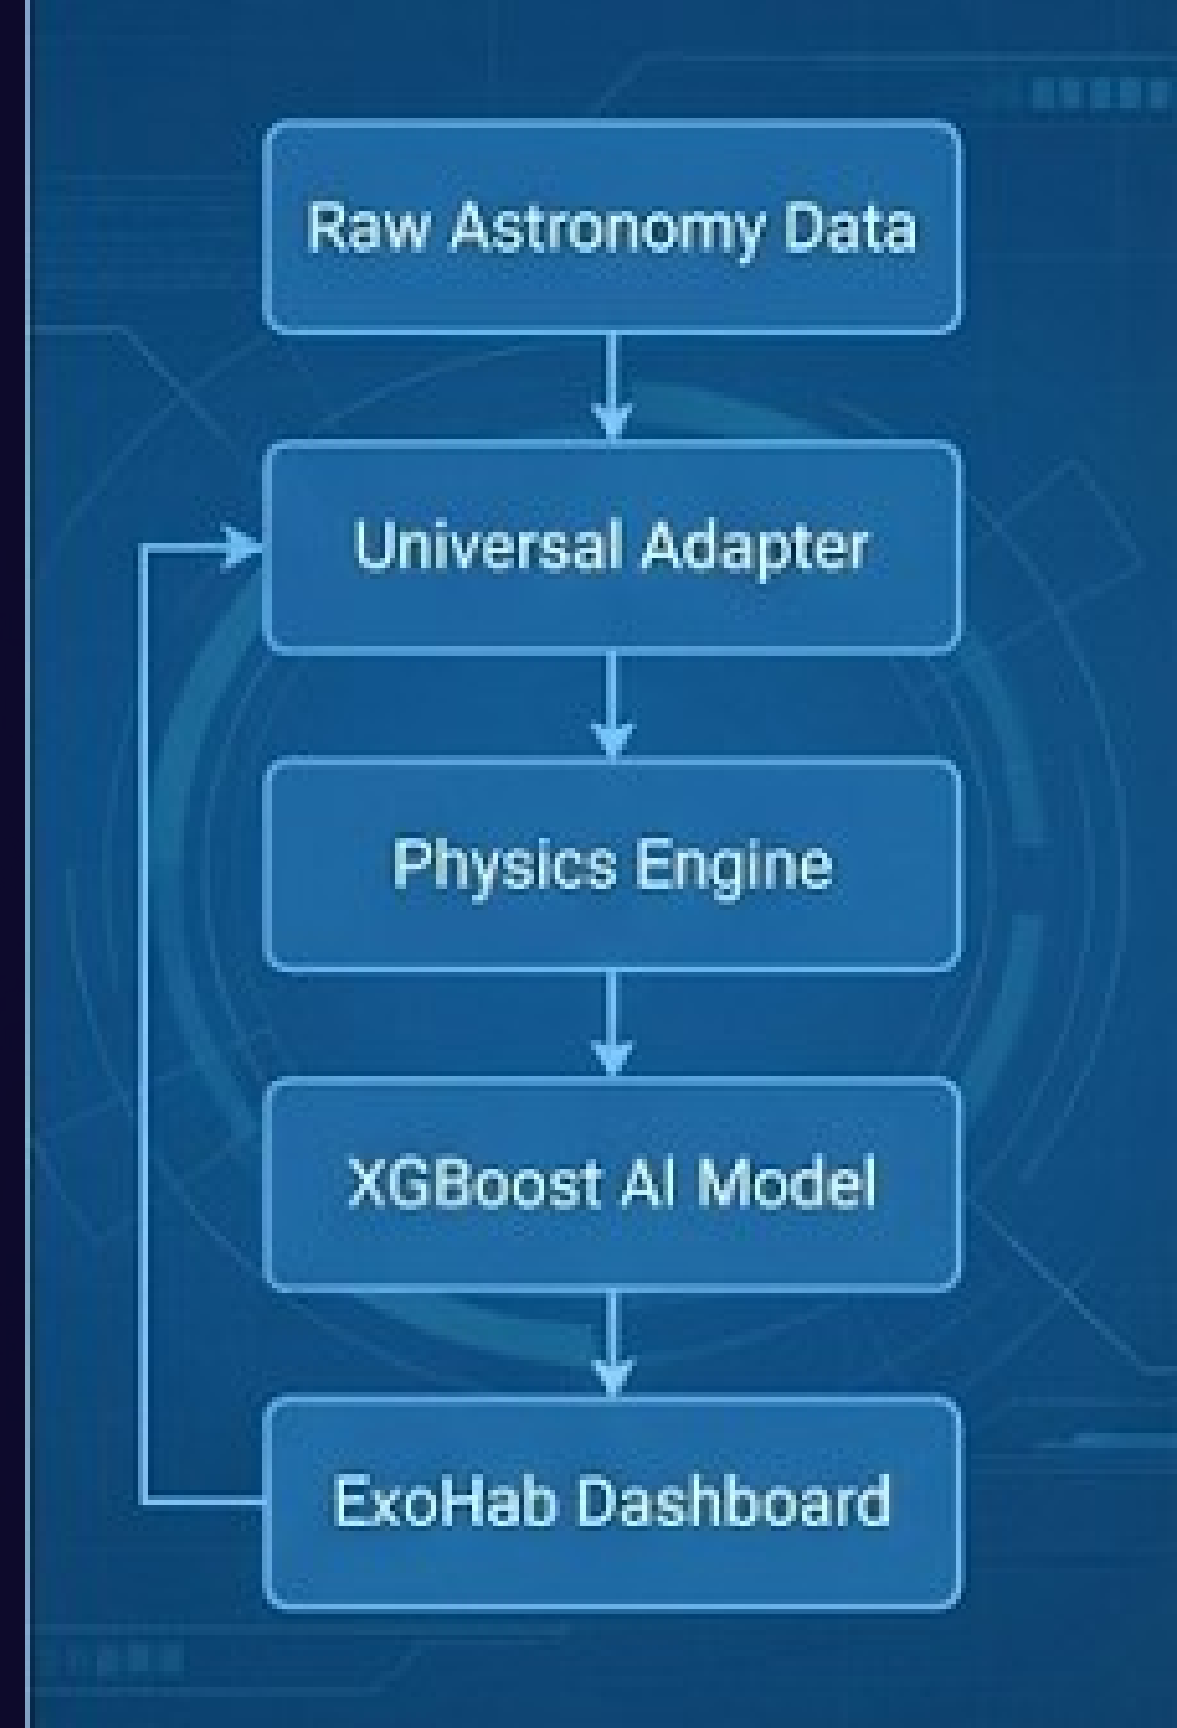 Raw Astronomy Data
Universal Adapter
Physics Engine
XGBoost AI Model
ExoHab Dashboard